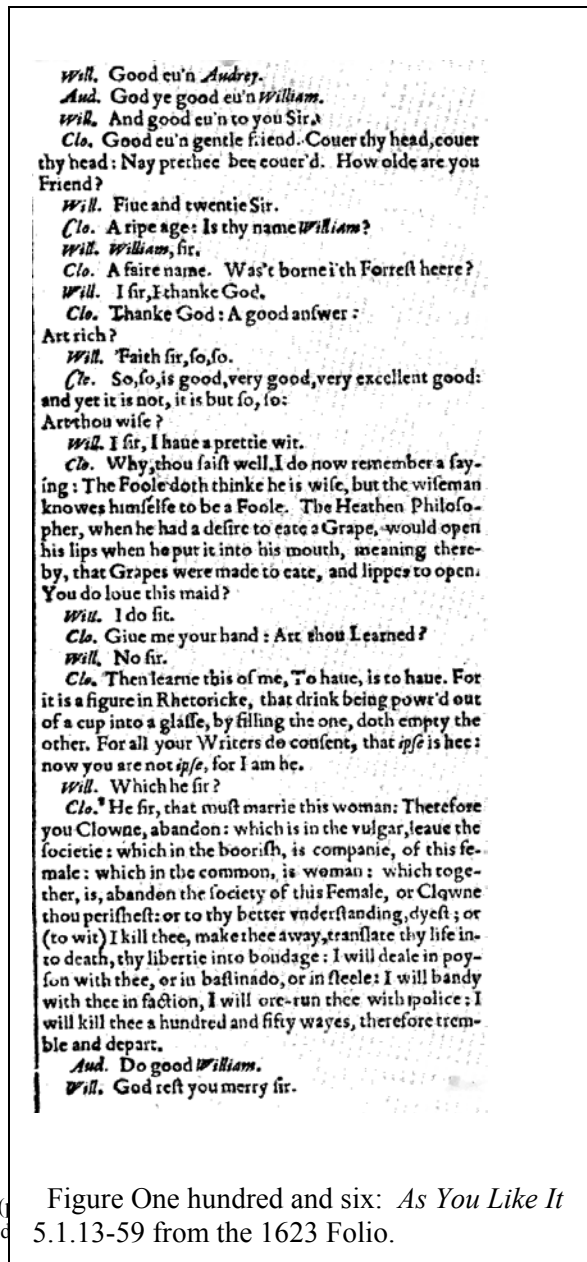 Will. Good eu'n Audrey.
Aud. God ye good eu'n William.
Will. And good eu'n to you Sir.
Clo. Good eu'n gentle friend. Couer thy head, couer
thy head: Nay prethee bee couer'd. How olde are you
Friend?
Will. Fiue and twentie Sir.
Clo. A ripe age: Is thy name William?
Will. William, sir.
Clo. A faire name. Was't borne i'th Forrest heere?
Will. I sir, I thanke God.
Clo. Thanke God: A good answer:
Art rich?
Will. 'Faith sir, so, so.
Cle. So, so, is good, very good, very excellent good:
and yet it is not, it is but so, so:
Art thou wise?
Will. I sir, I haue a prettie wit.
Clo. Why, thou saist well. I do now remember a say-
ing: The Foole doth thinke he is wise, but the wiseman
knowes himselfe to be a Foole. The Heathen Philoso-
pher, when he had a desire to eate a Grape, would open
his lips when he put it into his mouth, meaning there-
by, that Grapes were made to eate, and lippes to open.
You do loue this maid?
Will. I do sit.
Clo. Giue me your hand: Art thou Learned?
Will. No sir.
Clo. Then learne this of me, To haue, is to haue. For
it is a figure in Rhetoricke, that drink being powr'd out
of a cup into a glasse, by filling the one, doth empty the
other. For all your Writers do consent, that ipse is hee:
now you are not ipse, for I am he.
Will. Which he sir?
Clo. He sir, that must marrie this woman: Therefore
you Clowne, abandon: which is in the vulgar, leaue the
societie: which in the boorish, is companie, of this fe-
male: which in the common, is woman: which toge-
ther, is, abandon the society of this Female, or Clowne
thou perishest: or to thy better vnderstanding, dyest; or
(to wit) I kill thee, make thee away, translate thy life in-
to death, thy libertie into bondage: I will deale in poy-
son with thee, or in bastinado, or in steele: I will bandy
with thee in faction, I will ore-run thee with police: I
will kill thee a hundred and fifty wayes, therefore trem-
ble and depart.
Aud. Do good William.
Will. God rest you merry sir.
Figure One hundred and six: As You Like It
5.1.13-59 from the 1623 Folio.